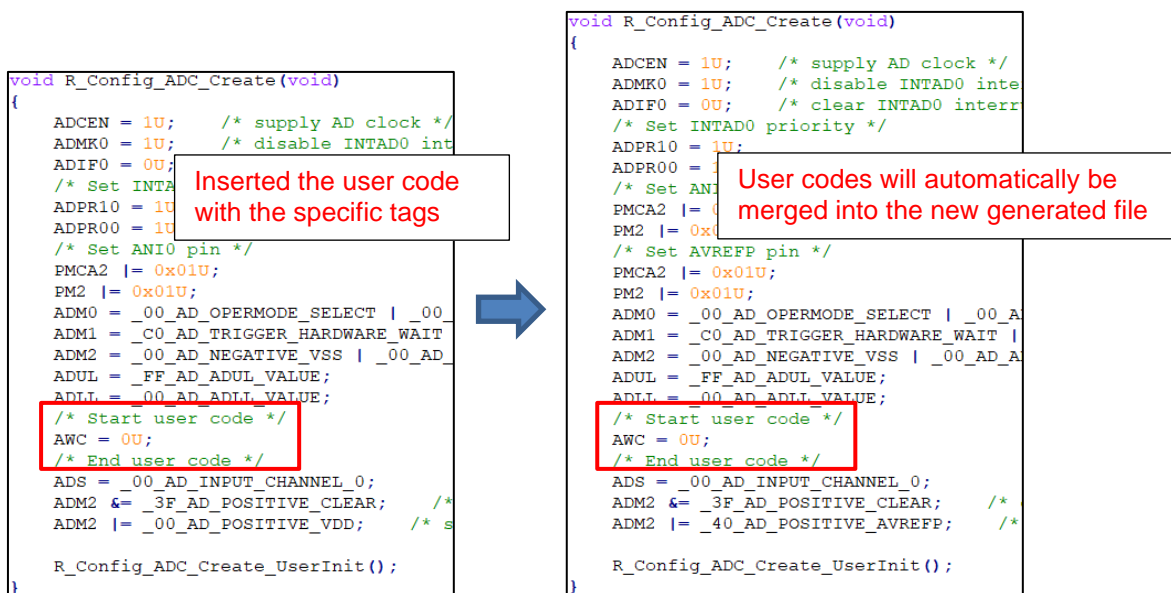 void R_Config_ADC_Create(void)
{
ADCEN = 1U; /* supply AD clock */
ADMK0 = 1U; /* disable INTAD0 int
ADIF0 = 0U;
/* Set INTA
ADPR10 = 1U
ADPR00 = 1U
/* Set ANI0 pin */
PMCA2 |= 0x01U;
PM2 |= 0x01U;
ADM0 = _00_AD_OPERMODE_SELECT | _00_
ADM1 = _C0_AD_TRIGGER_HARDWARE_WAIT
ADM2 = _00_AD_NEGATIVE_VSS | _00_AD_
ADUL = _FF_AD_ADUL_VALUE;
ADLL = _00_AD_ADLL_VALUE;
/* Start user code */
AWC = 0U;
/* End user code */
ADS = _00_AD_INPUT_CHANNEL_0;
ADM2 &= _3F_AD_POSITIVE_CLEAR; /*
ADM2 |= _00_AD_POSITIVE_VDD; /* s
R_Config_ADC_Create_UserInit();
}
Inserted the user code
with the specific tags
void R_Config_ADC_Create(void)
{
ADCEN = 1U; /* supply AD clock */
ADMK0 = 1U; /* disable INTAD0 inte
ADIF0 = 0U; /* clear INTAD0 interr
/* Set INTAD0 priority */
ADPR10 = 1U;
ADPR00 = 1
/* Set ANI
PMCA2 |= 0
PM2 |= 0x0
/* Set AVREFP pin */
PMCA2 |= 0x01U;
PM2 |= 0x01U;
ADM0 = _00_AD_OPERMODE_SELECT | _00_A
ADM1 = _C0_AD_TRIGGER_HARDWARE_WAIT |
ADM2 = _00_AD_NEGATIVE_VSS | _00_AD_A
ADUL = _FF_AD_ADUL_VALUE;
ADLL = _00_AD_ADLL_VALUE;
/* Start user code */
AWC = 0U;
/* End user code */
ADS = _00_AD_INPUT_CHANNEL_0;
ADM2 &= _3F_AD_POSITIVE_CLEAR; /*
ADM2 |= _40_AD_POSITIVE_AVREFP; /*
R_Config_ADC_Create_UserInit();
}
User codes will automatically be
merged into the new generated file